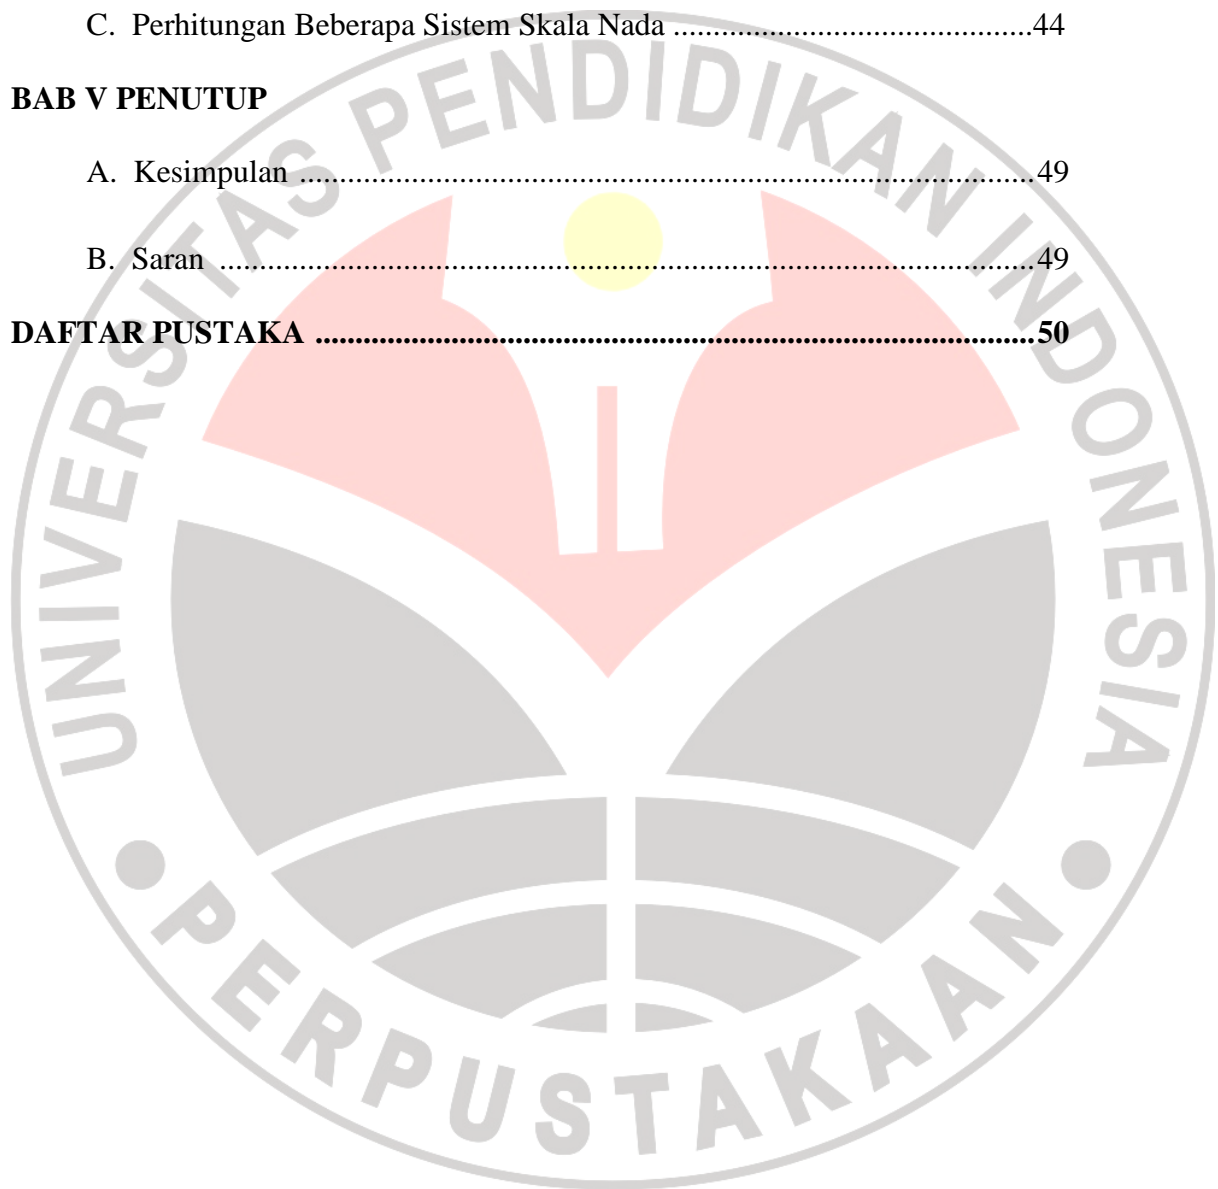 C. Perhitungan Beberapa Sistem Skala Nada .............................................44
BAB V PENUTUP
A. Kesimpulan ............................................................................................49
B. Saran ......................................................................................................49
DAFTAR PUSTAKA ..........................................................................................50
UNIVERSITAS PENDIDIKAN INDONESIA
PERPUSTAKAAN